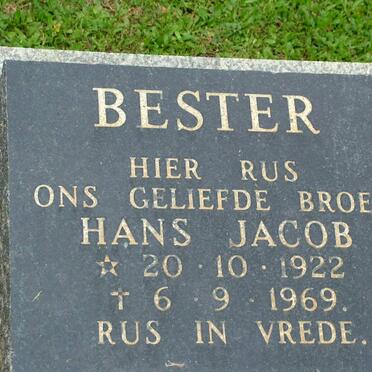 BESTER
HIER RUS
ONS GELIEFDE BROE
HANS JACOB
☆ 20 · 10 · 1922
† 6 · 9 · 1969.
RUS IN VREDE.